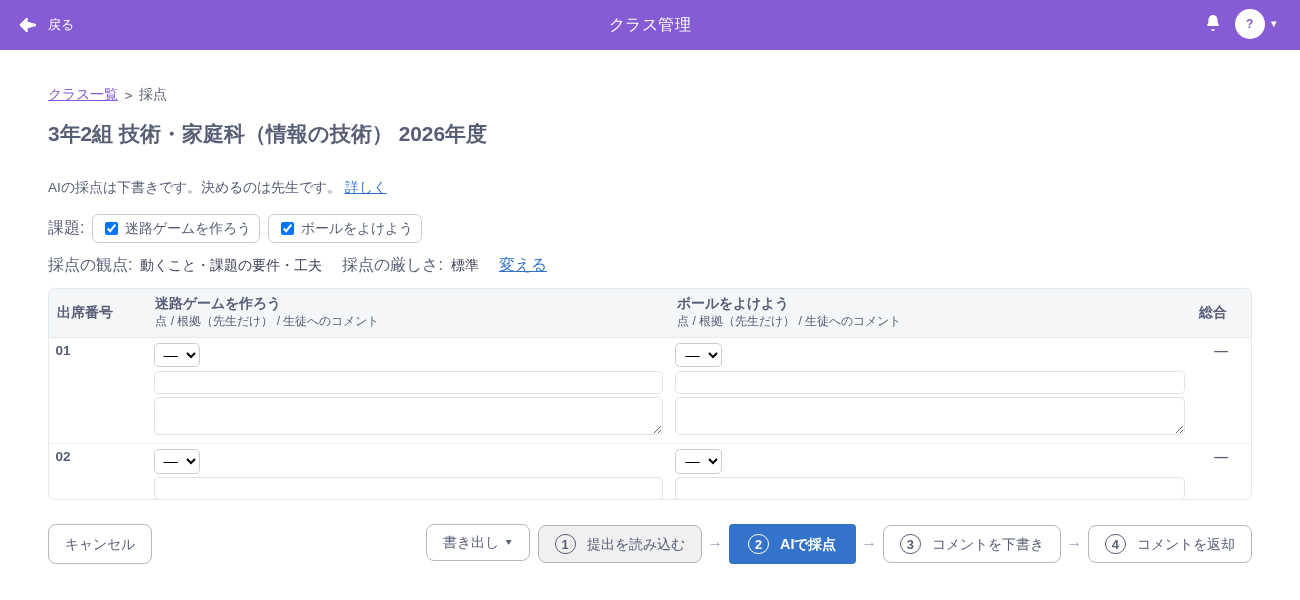 戻る
クラス管理
?
▼
クラス一覧 > 採点
3年2組 技術・家庭科（情報の技術） 2026年度
AIの採点は下書きです。決めるのは先生です。 詳しく
課題: 迷路ゲームを作ろう ボールをよけよう
採点の観点: 動くこと・課題の要件・工夫 採点の厳しさ: 標準 変える
出席番号 迷路ゲームを作ろう ボールをよけよう 総合
点 / 根拠（先生だけ） / 生徒へのコメント 点 / 根拠（先生だけ） / 生徒へのコメント
01 — — —
02 — — —
キャンセル 書き出し ▼ 1 提出を読み込む → 2 AIで採点 → 3 コメントを下書き → 4 コメントを返却